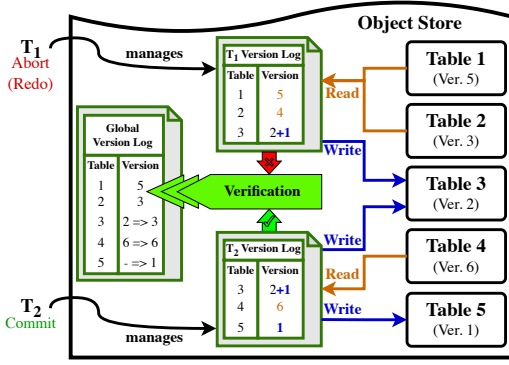 Object Store
T1
Abort
(Redo)
manages
T1 Version Log
Table Version
1 5
2 4
3 2+1
Read
Write
Table 1
(Ver. 5)
Table 2
(Ver. 3)
Table 3
(Ver. 2)
Table 4
(Ver. 6)
Table 5
(Ver. 1)
Global
Version Log
Table Version
1 5
2 3
3 2 => 3
4 6 => 6
5 - => 1
Verification
T2
Commit
manages
T2 Version Log
Table Version
3 2+1
4 6
5 1
Write
Read
Write